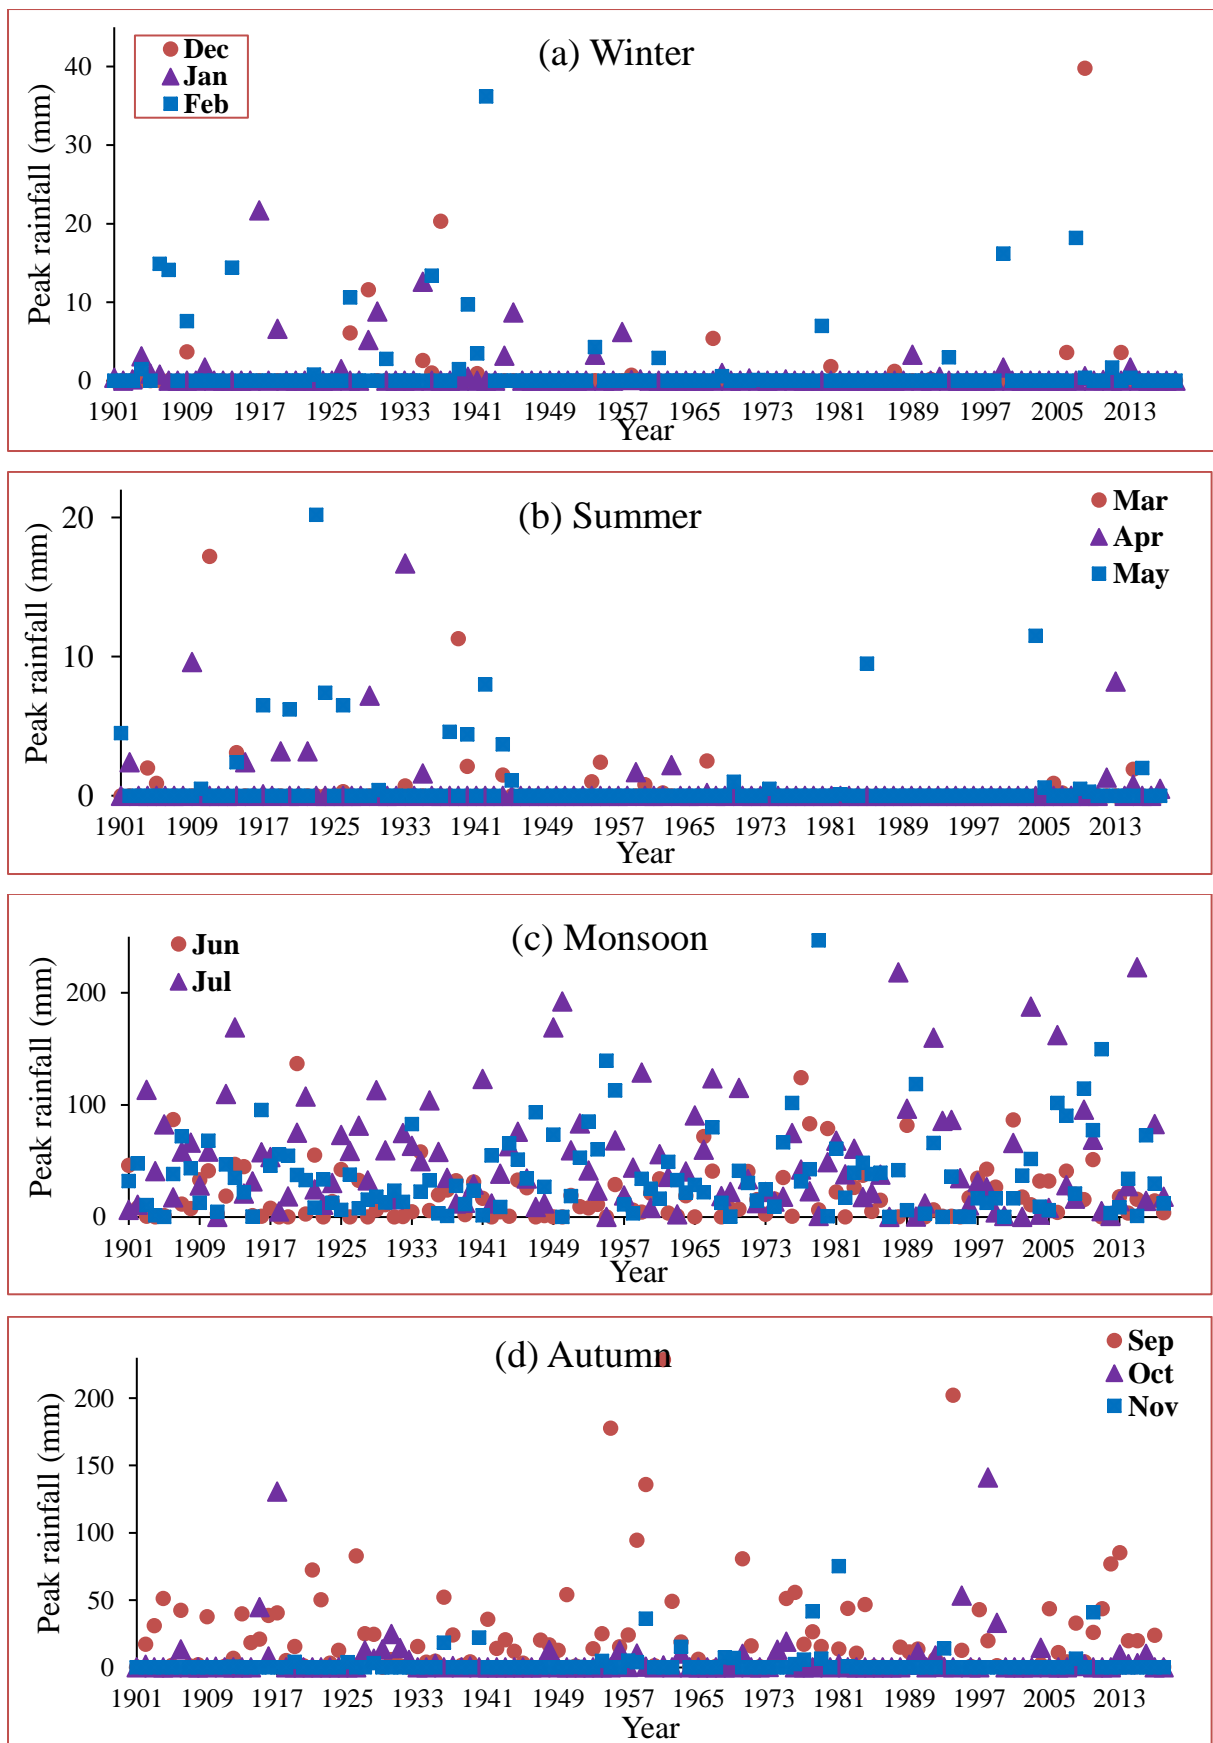 (a) Winter
Dec
Jan
Feb
Peak rainfall (mm)
40
30
20
10
0
1901 1909 1917 1925 1933 1941 1949 1957 1965 1973 1981 1989 1997 2005 2013
Year
(b) Summer
Mar
Apr
May
Peak rainfall (mm)
20
10
0
1901 1909 1917 1925 1933 1941 1949 1957 1965 1973 1981 1989 1997 2005 2013
Year
(c) Monsoon
Jun
Jul
Peak rainfall (mm)
200
100
0
1901 1909 1917 1925 1933 1941 1949 1957 1965 1973 1981 1989 1997 2005 2013
Year
(d) Autumn
Sep
Oct
Nov
Peak rainfall (mm)
200
150
100
50
0
1901 1909 1917 1925 1933 1941 1949 1957 1965 1973 1981 1989 1997 2005 2013
Year